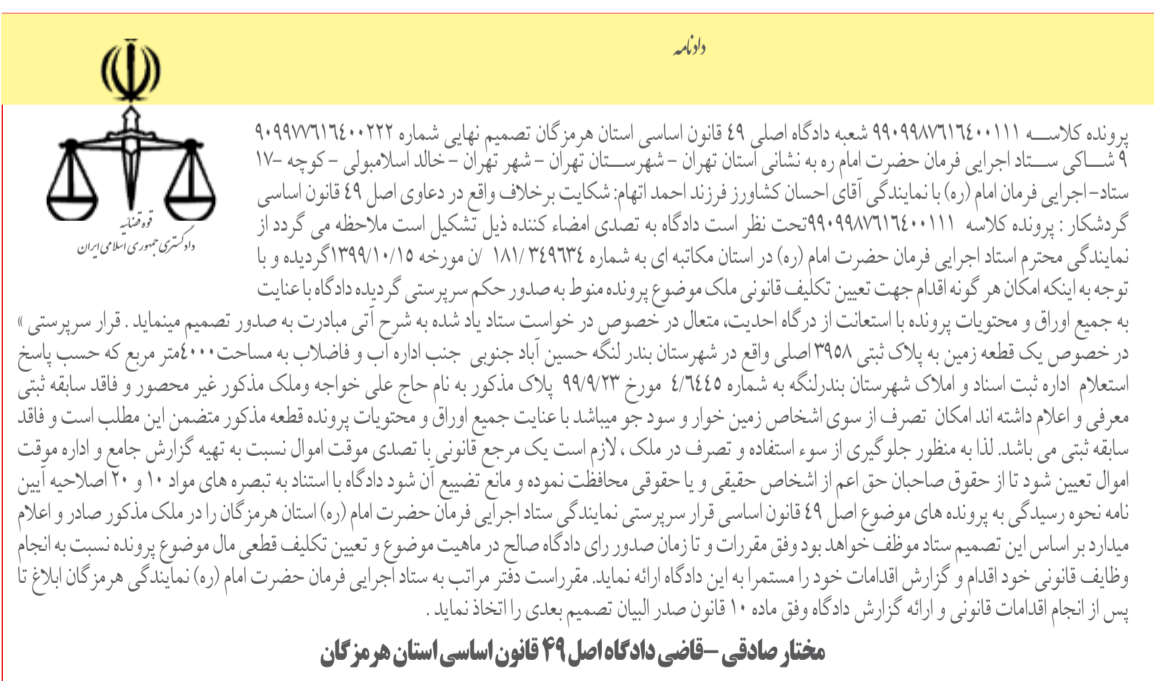 دادنامه
قوه قضائیه
دادگستری جمهوری اسلامی ایران
پرونده کلاسه ۹۹۰۹۹۸۷۶۱۶٤۰۰۱۱۱ شعبه دادگاه اصلی ٤۹ قانون اساسی استان هرمزگان تصمیم نهایی شماره ۹۰۹۹۷۷۶۱۶٤۰۰۲۲۲
۹ شاکی ستاد اجرایی فرمان حضرت امام ره به نشانی استان تهران - شهرستان تهران - شهر تهران - خالد اسلامبولی - کوچه -۱۷
ستاد-اجرایی فرمان امام (ره) با نمایندگی آقای احسان کشاورز فرزند احمد اتهام: شکایت برخلاف واقع در دعاوی اصل ٤۹ قانون اساسی
گردشکار : پرونده کلاسه ۹۹۰۹۹۸۷۶۱۶٤۰۰۱۱۱تحت نظر است دادگاه به تصدی امضاء کننده ذیل تشکیل است ملاحظه می گردد از
نمایندگی محترم استاد اجرایی فرمان حضرت امام (ره) در استان مکاتبه ای به شماره ۱۸۱/ ۳٤۹٦۳٤ /ن مورخه ۱۳۹۹/۱۰/۱۵گردیده و با
توجه به اینکه امکان هر گونه اقدام جهت تعیین تکلیف قانونی ملک موضوع پرونده منوط به صدور حکم سرپرستی گردیده دادگاه با عنایت
به جمیع اوراق و محتویات پرونده با استعانت از درگاه احدیت، متعال در خصوص در خواست ستاد یاد شده به شرح آتی مبادرت به صدور تصمیم مینماید . قرار سرپرستی »
در خصوص یک قطعه زمین به پلاک ثبتی ۳۹۵۸ اصلی واقع در شهرستان بندر لنگه حسین آباد جنوبی جنب اداره آب و فاضلاب به مساحت٤۰۰۰متر مربع که حسب پاسخ
استعلام اداره ثبت اسناد و املاک شهرستان بندرلنگه به شماره ٤/٦٤٤۵ مورخ ۹۹/۹/۲۳ پلاک مذکور به نام حاج علی خواجه وملک مذکور غیر محصور و فاقد سابقه ثبتی
معرفی و اعلام داشته اند امکان تصرف از سوی اشخاص زمین خوار و سود جو میباشد با عنایت جمیع اوراق و محتویات پرونده قطعه مذکور متضمن این مطلب است و فاقد
سابقه ثبتی می باشد. لذا به منظور جلوگیری از سوء استفاده و تصرف در ملک ، لازم است یک مرجع قانونی با تصدی موقت اموال نسبت به تهیه گزارش جامع و اداره موقت
اموال تعیین شود تا از حقوق صاحبان حق اعم از اشخاص حقیقی و یا حقوقی محافظت نموده و مانع تضییع آن شود دادگاه با استناد به تبصره های مواد ۱۰ و ۲۰ اصلاحیه آیین
نامه نحوه رسیدگی به پرونده های موضوع اصل ٤۹ قانون اساسی قرار سرپرستی نمایندگی ستاد اجرایی فرمان حضرت امام (ره) استان هرمزگان را در ملک مذکور صادر و اعلام
میدارد بر اساس این تصمیم ستاد موظف خواهد بود وفق مقررات و تا زمان صدور رای دادگاه صالح در ماهیت موضوع و تعیین تکلیف قطعی مال موضوع پرونده نسبت به انجام
وظایف قانونی خود اقدام و گزارش اقدامات خود را مستمرا به این دادگاه ارائه نماید. مقرراست دفتر مراتب به ستاد اجرایی فرمان حضرت امام (ره) نمایندگی هرمزگان ابلاغ تا
پس از انجام اقدامات قانونی و ارائه گزارش دادگاه وفق ماده ۱۰ قانون صدر البیان تصمیم بعدی را اتخاذ نماید .
مختار صادقی -قاضی دادگاه اصل ۴۹ قانون اساسی استان هرمزگان